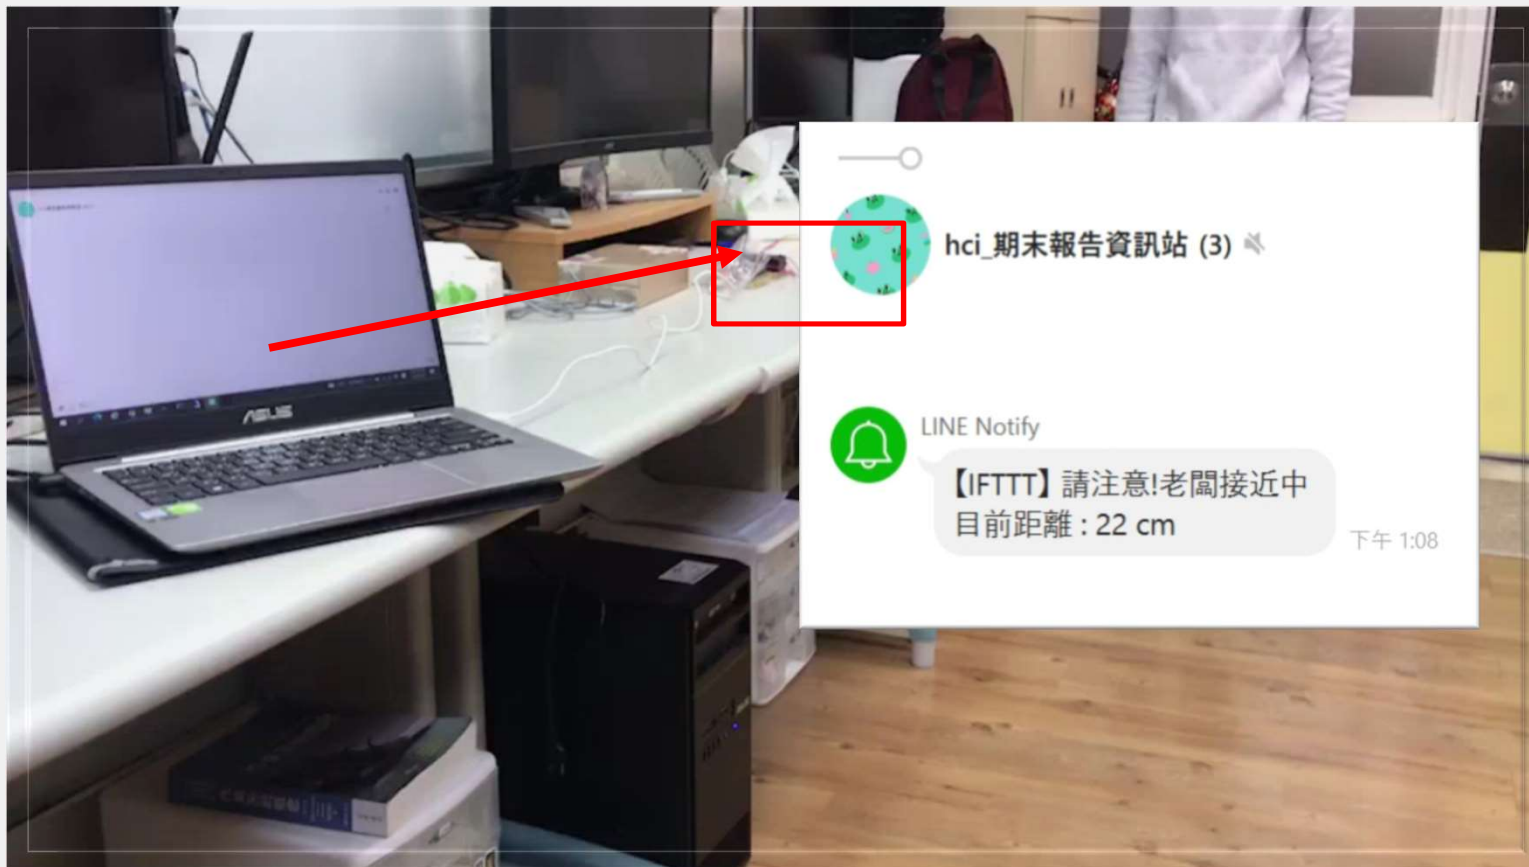 hci_期末報告資訊站 (3)
LINE Notify
【IFTTT】請注意!老闆接近中
目前距離 : 22 cm
下午 1:08
ASUS